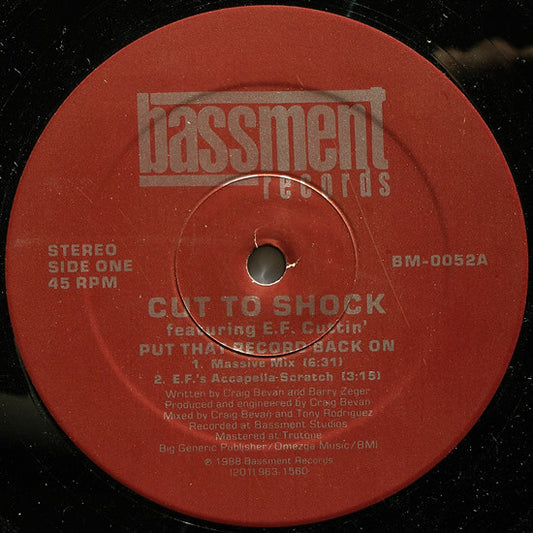 bassment
records
STEREO
SIDE ONE
45 RPM
BM-0052A
CUT TO SHOCK
featuring E.F. Cuttin'
PUT THAT RECORD BACK ON
1. Massive Mix (6:31)
2. E.F.'s Accapella-Scratch (3:15)
Written by Craig Bevan and Barry Zeger
Produced and engineered by Craig Bevan
Mixed by Craig Bevan and Tony Rodriguez
Recorded at Bassment Studios
Mastered at Trutone
Big Generic Publisher/Omezga Music/BMI
℗ 1988 Bassment Records
(201) 963-1560